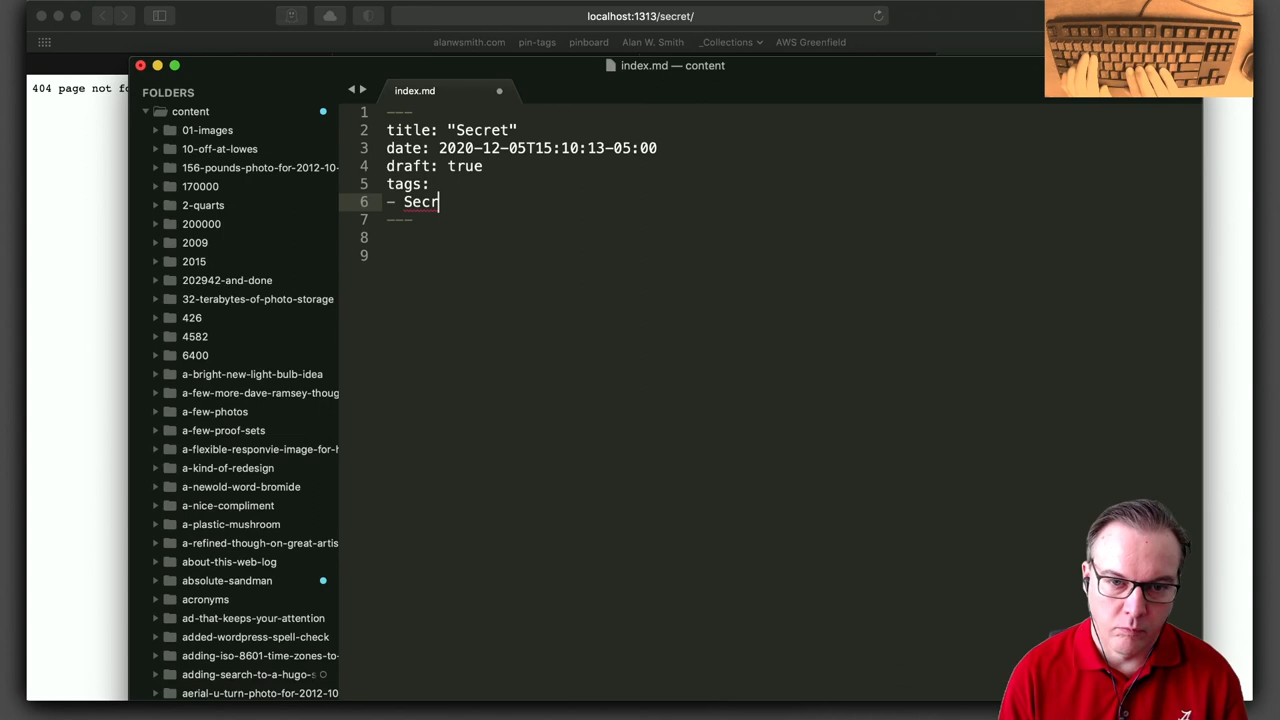 localhost:1313/secret/
alanwsmith.com pin-tags pinboard Alan W. Smith _Collections AWS Greenfield
index.md — content
404 page not fo
FOLDERS
index.md
content
01-images
10-off-at-lowes
156-pounds-photo-for-2012-10-
170000
2-quarts
200000
2009
2015
202942-and-done
32-terabytes-of-photo-storage
426
4582
6400
a-bright-new-light-bulb-idea
a-few-more-dave-ramsey-thoug
a-few-photos
a-few-proof-sets
a-flexible-responvie-image-for-h
a-kind-of-redesign
a-newold-word-bromide
a-nice-compliment
a-plastic-mushroom
a-refined-though-on-great-artis
about-this-web-log
absolute-sandman
acronyms
ad-that-keeps-your-attention
added-wordpress-spell-check
adding-iso-8601-time-zones-to-
adding-search-to-a-hugo-s
aerial-u-turn-photo-for-2012-10
1 ---
2 title: "Secret"
3 date: 2020-12-05T15:10:13-05:00
4 draft: true
5 tags:
6 - Secr
7 ---
8
9
A